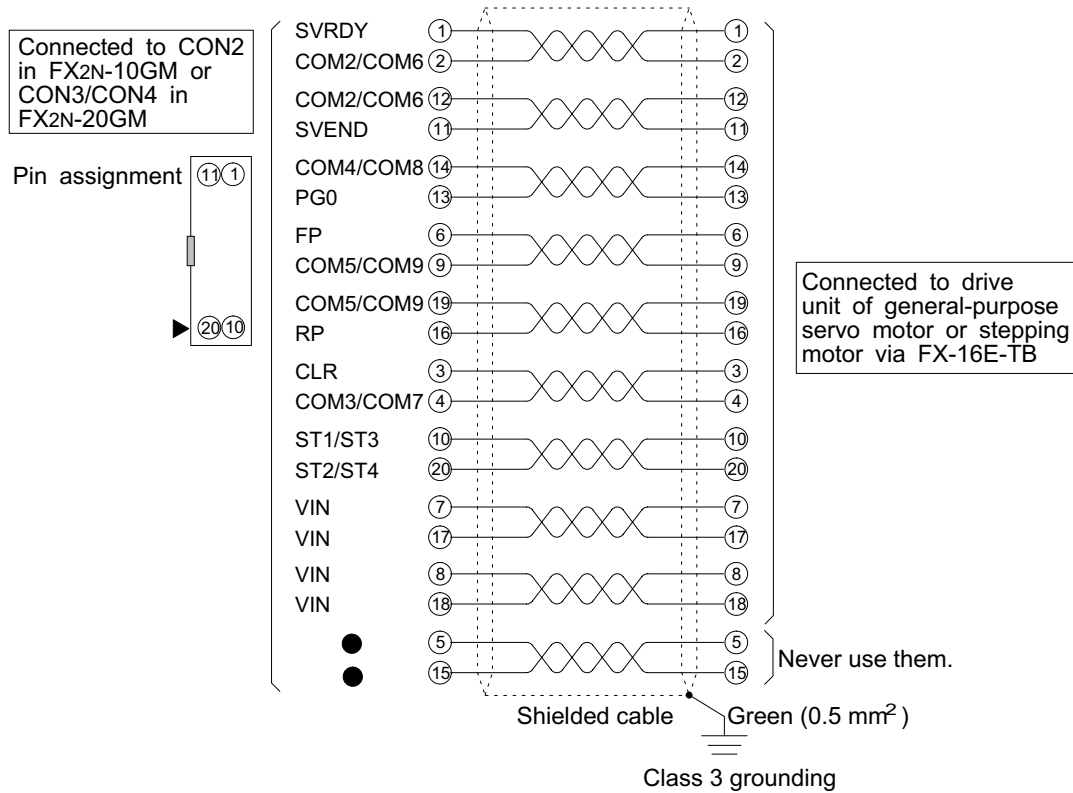 Connected to CON2
in FX2N-10GM or
CON3/CON4 in
FX2N-20GM
Pin assignment
11 1
20 10
SVRDY 1 1
COM2/COM6 2 2
COM2/COM6 12 12
SVEND 11 11
COM4/COM8 14 14
PG0 13 13
FP 6 6
COM5/COM9 9 9
COM5/COM9 19 19
RP 16 16
CLR 3 3
COM3/COM7 4 4
ST1/ST3 10 10
ST2/ST4 20 20
VIN 7 7
VIN 17 17
VIN 8 8
VIN 18 18
5 5
15 15
Connected to drive
unit of general-purpose
servo motor or stepping
motor via FX-16E-TB
Never use them.
Shielded cable
Green (0.5 mm²)
Class 3 grounding